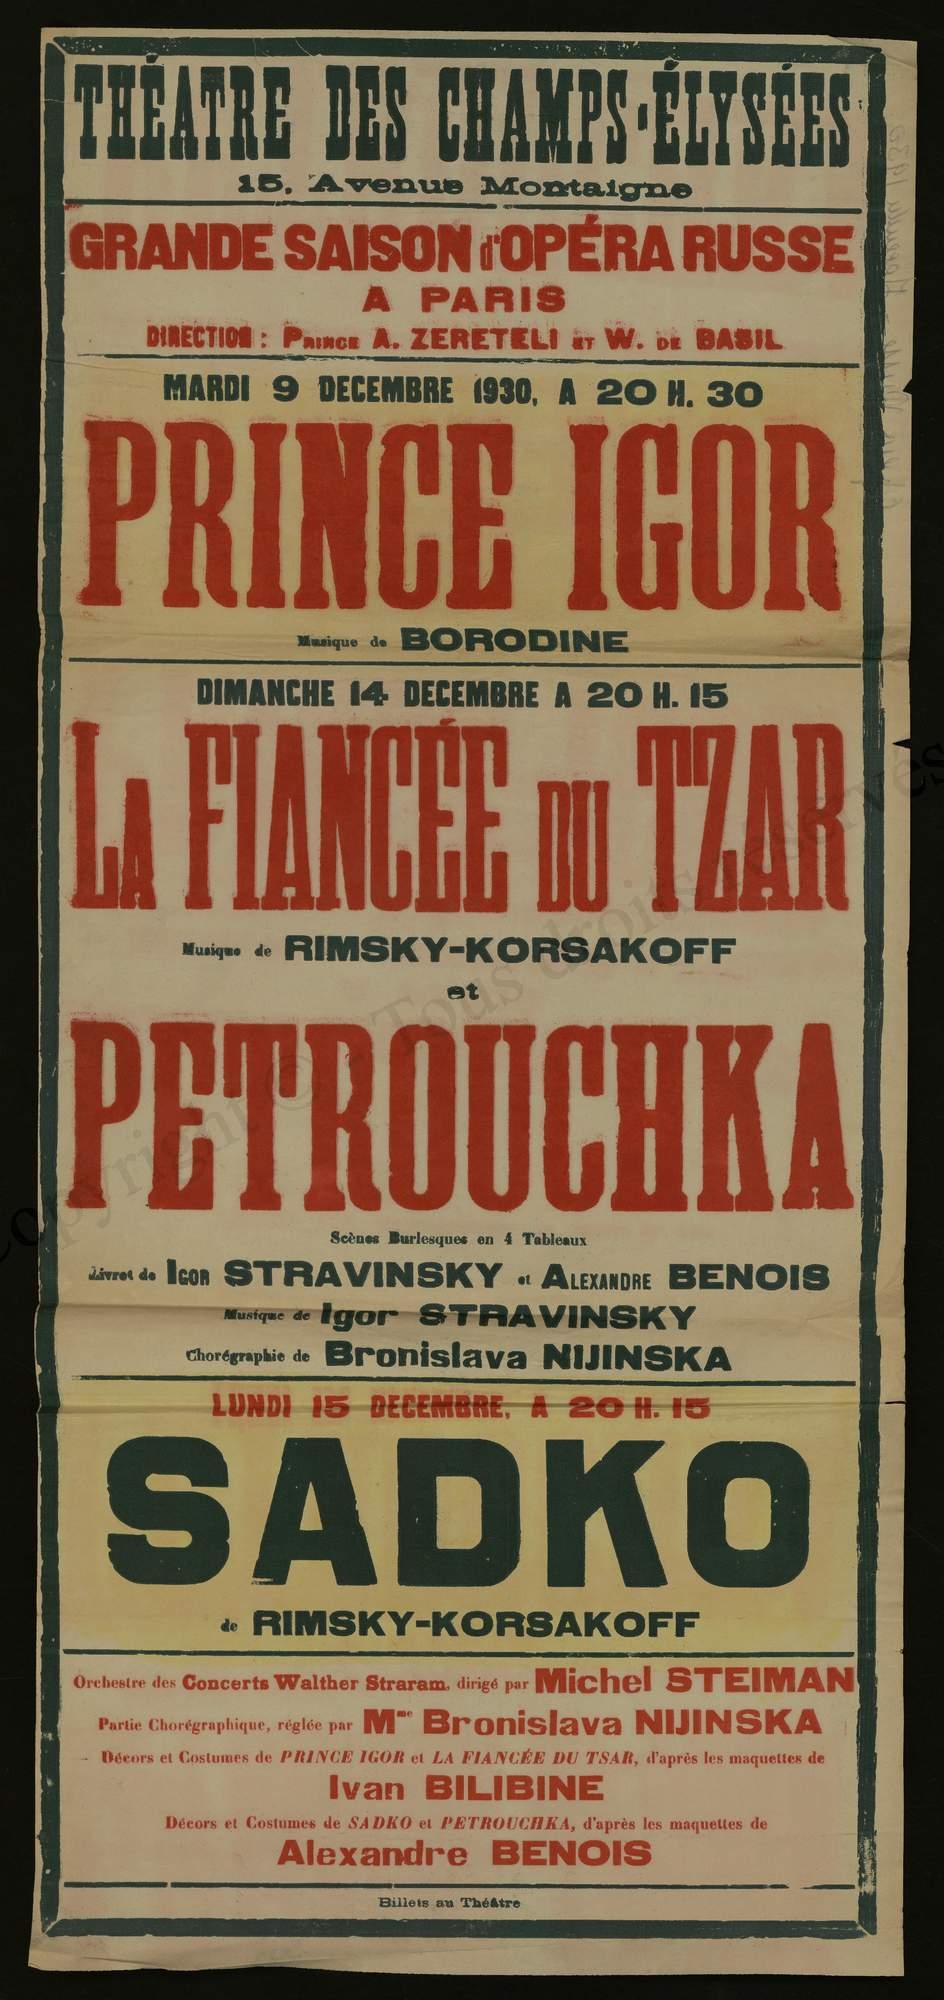 THÉATRE DES CHAMPS-ÉLYSÉES
15, Avenue Montaigne
GRANDE SAISON d'OPÉRA RUSSE
A PARIS
DIRECTION : PRINCE A. ZERETELI ET W. DE BASIL
MARDI 9 DECEMBRE 1930, A 20 H. 30
PRINCE IGOR
Musique de BORODINE
DIMANCHE 14 DECEMBRE A 20 H. 15
LA FIANCÉE DU TZAR
Musique de RIMSKY-KORSAKOFF
et
PETROUCHKA
Scènes Burlesques en 4 Tableaux
Livret de IGOR STRAVINSKY et ALEXANDRE BENOIS
Musique de Igor STRAVINSKY
Chorégraphie de Bronislava NIJINSKA
LUNDI 15 DECEMBRE, A 20 H. 15
SADKO
de RIMSKY-KORSAKOFF
Orchestre des Concerts Walther Straram, dirigé par Michel STEIMAN
Partie Chorégraphique, réglée par Mme Bronislava NIJINSKA
Décors et Costumes de PRINCE IGOR et LA FIANCÉE DU TSAR, d'après les maquettes de
Ivan BILIBINE
Décors et Costumes de SADKO et PETROUCHKA, d'après les maquettes de
Alexandre BENOIS
Billets au Théâtre
Copyright © - Tous droits réservés